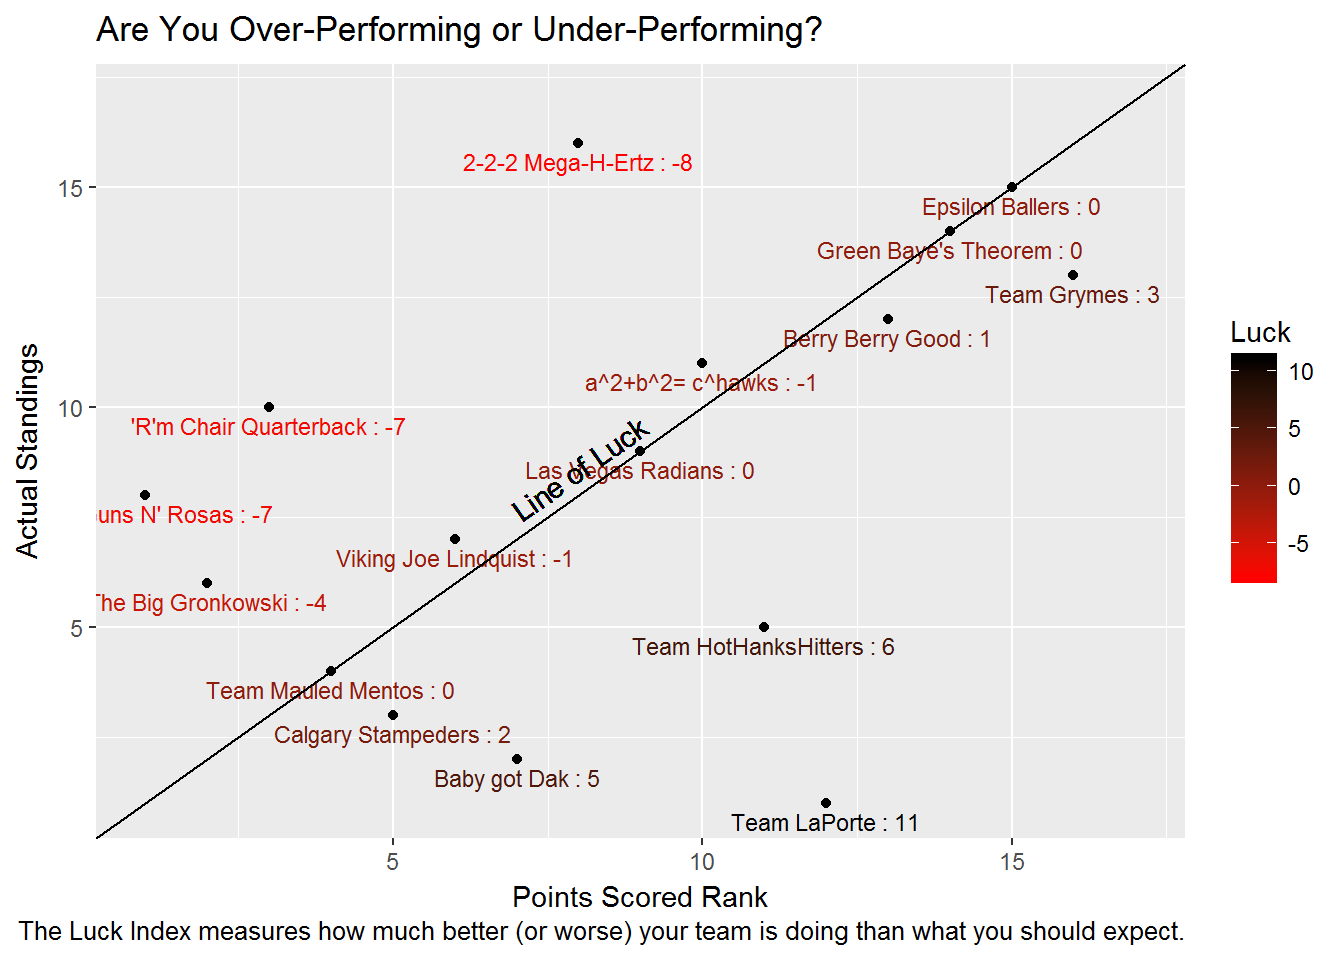 Are You Over-Performing or Under-Performing?
Actual Standings
15
10
5
2-2-2 Mega-H-Ertz : -8
Epsilon Ballers : 0
Green Baye's Theorem : 0
Team Grymes : 3
Berry Berry Good : 1
a^2+b^2= c^hawks : -1
'R'm Chair Quarterback : -7
Line of Luck
Las Vegas Radians : 0
uns N' Rosas : -7
Viking Joe Lindquist : -1
The Big Gronkowski : -4
Team HotHanksHitters : 6
Team Mauled Mentos : 0
Calgary Stampeders : 2
Baby got Dak : 5
Team LaPorte : 11
5
10
15
Points Scored Rank
The Luck Index measures how much better (or worse) your team is doing than what you should expect.
Luck
10
5
0
-5